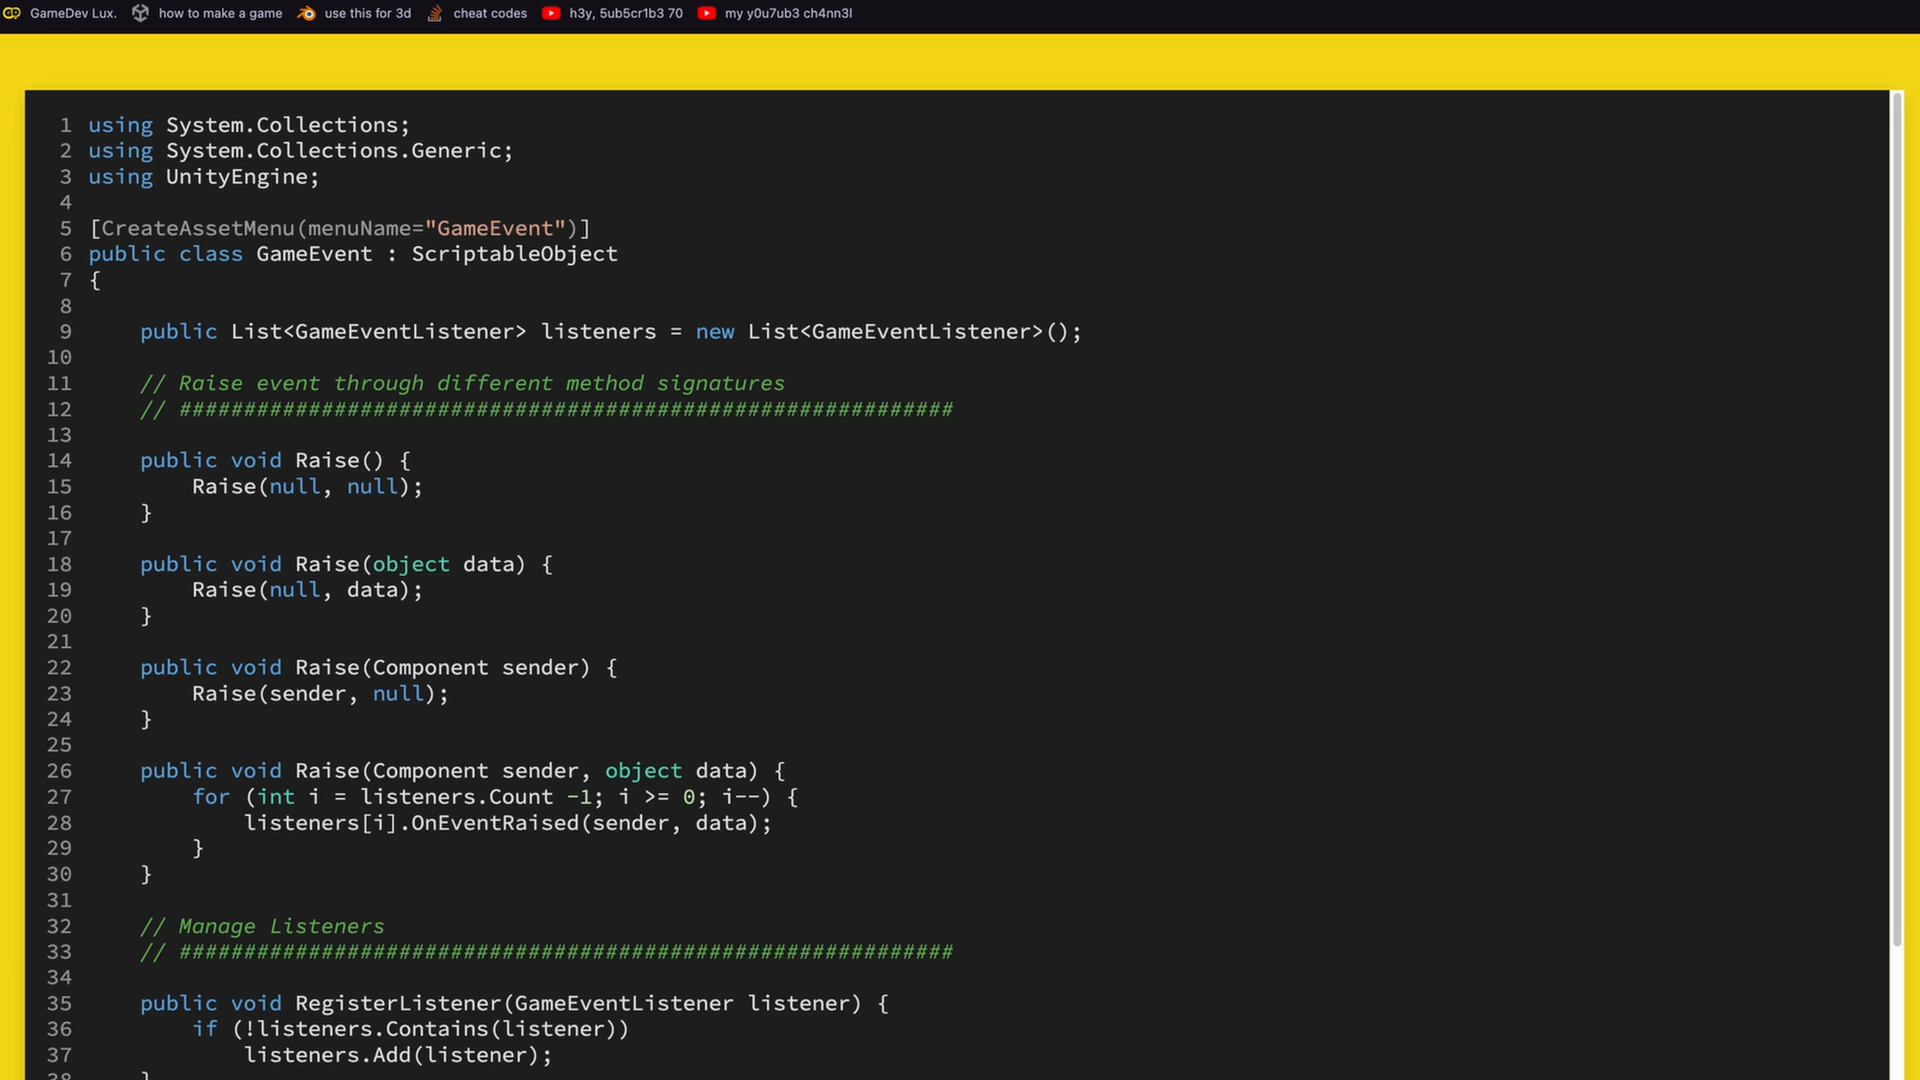 GameDev Lux. how to make a game use this for 3d cheat codes h3y, 5ub5cr1b3 70 my y0u7ub3 ch4nn3l
1 using System.Collections;
2 using System.Collections.Generic;
3 using UnityEngine;
4
5 [CreateAssetMenu(menuName="GameEvent")]
6 public class GameEvent : ScriptableObject
7 {
8
9 public List<GameEventListener> listeners = new List<GameEventListener>();
10
11 // Raise event through different method signatures
12 // ############################################################
13
14 public void Raise() {
15 Raise(null, null);
16 }
17
18 public void Raise(object data) {
19 Raise(null, data);
20 }
21
22 public void Raise(Component sender) {
23 Raise(sender, null);
24 }
25
26 public void Raise(Component sender, object data) {
27 for (int i = listeners.Count -1; i >= 0; i--) {
28 listeners[i].OnEventRaised(sender, data);
29 }
30 }
31
32 // Manage Listeners
33 // ############################################################
34
35 public void RegisterListener(GameEventListener listener) {
36 if (!listeners.Contains(listener))
37 listeners.Add(listener);
38 }